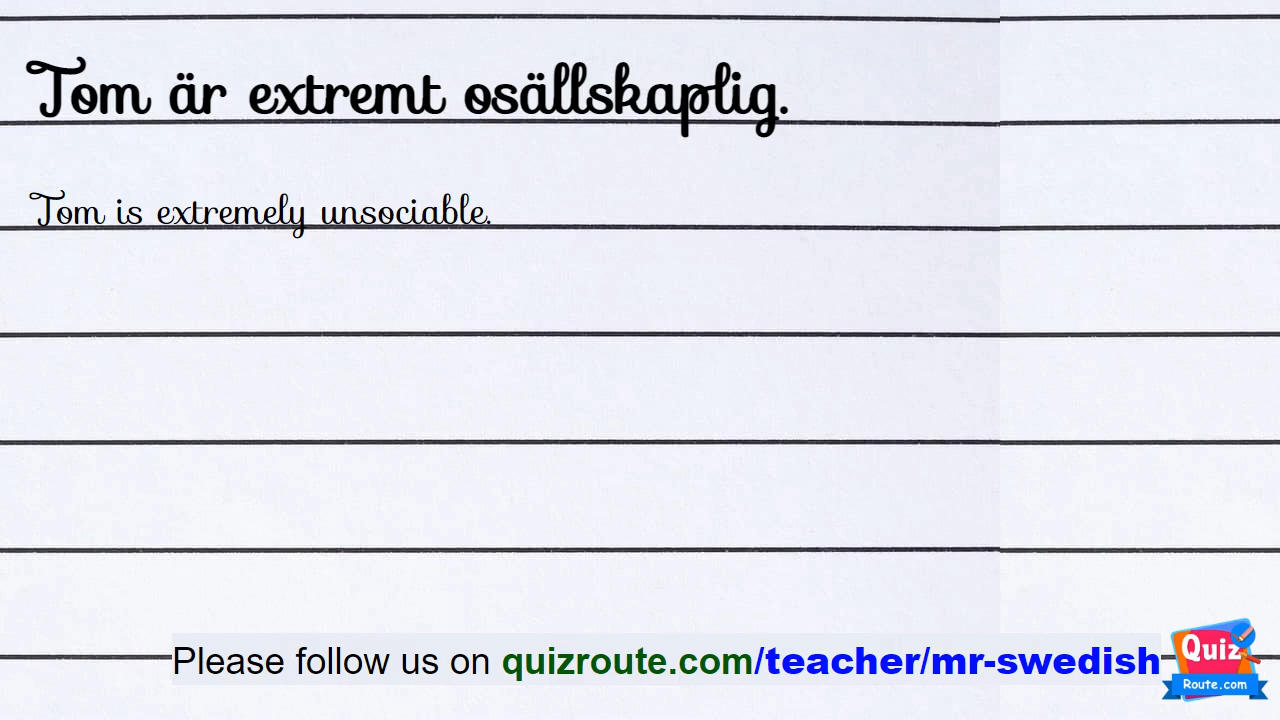 Tom är extremt osällskaplig.
Tom is extremely unsociable.
Please follow us on quizroute.com/teacher/mr-swedish
Quiz
Route.com